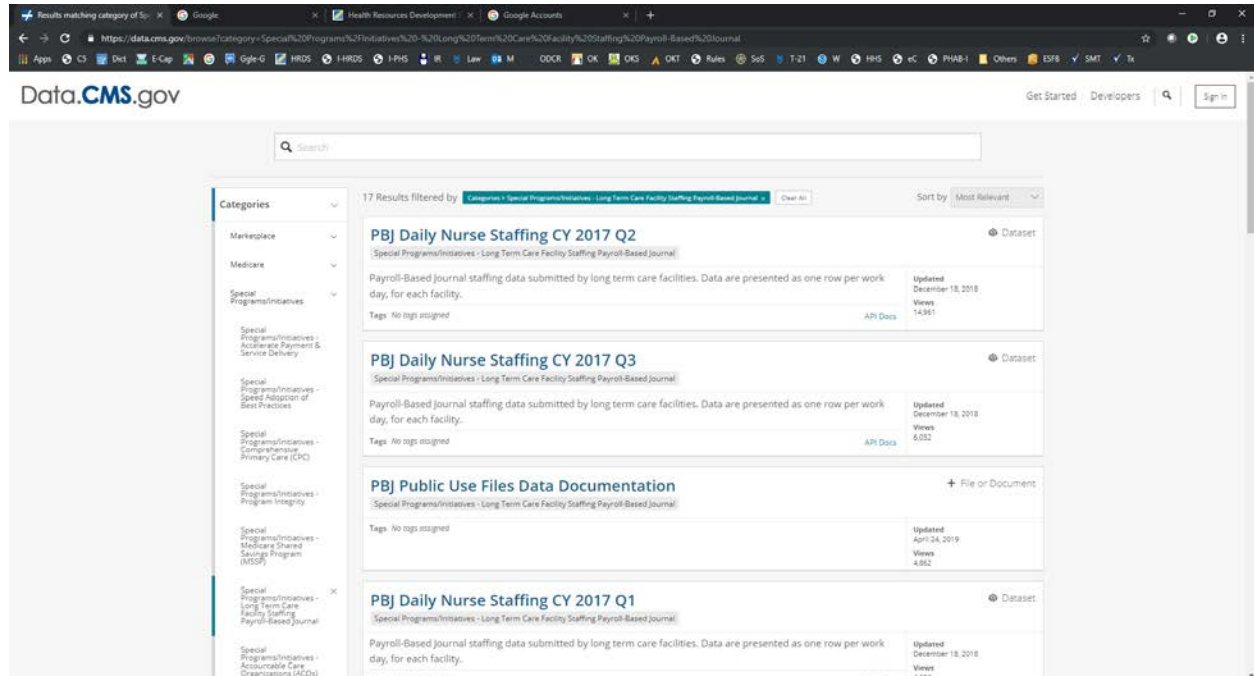 Results matching category of Sp
Google
Health Resources Development
Google Accounts
https://data.cms.gov/browse?category=Special%20Programs%2FInitiatives%20-%20Long%20Term%20Care%20Facility%20Staffing%20Payroll-Based%20Journal
Apps CS Dict E-Cap Ggle-G HRDS I-HRDS I-PHS IR Law M ODCR OK OKS OKT Rules SoS T-21 W HHS eC PHAB-I Others ESF8 SMT Tx
Data.CMS.gov
Get Started Developers Sign In
Search
Categories
Marketplace
Medicare
Special
Programs/Initiatives
Special
Programs/Initiatives -
Accelerate Payment &
Service Delivery
Special
Programs/Initiatives -
Speed Adoption of
Best Practices
Special
Programs/Initiatives -
Comprehensive
Primary Care (CPC)
Special
Programs/Initiatives -
Program Integrity
Special
Programs/Initiatives -
Medicare Shared
Savings Program
(MSSP)
Special
Programs/Initiatives -
Long Term Care
Facility Staffing
Payroll-Based Journal
Special
Programs/Initiatives -
Accountable Care
Organizations (ACOs)
17 Results filtered by Categories > Special Programs/Initiatives - Long Term Care Facility Staffing Payroll-Based Journal × Clear All
Sort by Most Relevant
PBJ Daily Nurse Staffing CY 2017 Q2
Dataset
Special Programs/Initiatives - Long Term Care Facility Staffing Payroll-Based Journal
Payroll-Based Journal staffing data submitted by long term care facilities. Data are presented as one row per work
day, for each facility.
Tags No tags assigned
API Docs
Updated
December 18, 2018
Views
14,961
PBJ Daily Nurse Staffing CY 2017 Q3
Dataset
Special Programs/Initiatives - Long Term Care Facility Staffing Payroll-Based Journal
Payroll-Based Journal staffing data submitted by long term care facilities. Data are presented as one row per work
day, for each facility.
Tags No tags assigned
API Docs
Updated
December 18, 2018
Views
6,052
PBJ Public Use Files Data Documentation
+ File or Document
Special Programs/Initiatives - Long Term Care Facility Staffing Payroll-Based Journal
Tags No tags assigned
Updated
April 24, 2019
Views
4,862
PBJ Daily Nurse Staffing CY 2017 Q1
Dataset
Special Programs/Initiatives - Long Term Care Facility Staffing Payroll-Based Journal
Payroll-Based Journal staffing data submitted by long term care facilities. Data are presented as one row per work
day, for each facility.
Updated
December 18, 2018
Views